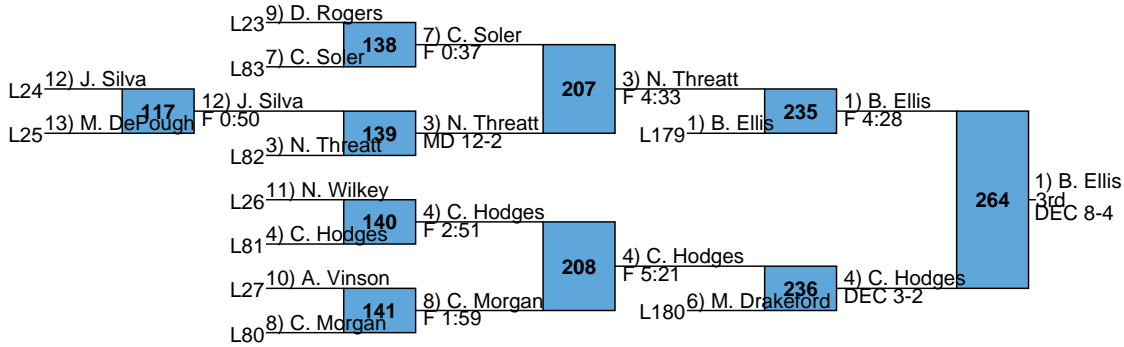 L23 9) D. Rogers
138
7) C. Soler
F 0:37
L83 7) C. Soler
207
3) N. Threatt
F 4:33
L24 12) J. Silva
117
12) J. Silva
F 0:50
L25 13) M. DePough
139
3) N. Threatt
MD 12-2
L82 3) N. Threatt
235
1) B. Ellis
F 4:28
L179 1) B. Ellis
264
1) B. Ellis
3rd
DEC 8-4
L26 11) N. Wilkey
140
4) C. Hodges
F 2:51
L81 4) C. Hodges
208
4) C. Hodges
F 5:21
L27 10) A. Vinson
141
8) C. Morgan
F 1:59
L80 8) C. Morgan
236
4) C. Hodges
DEC 3-2
L180 6) M. Drakeford